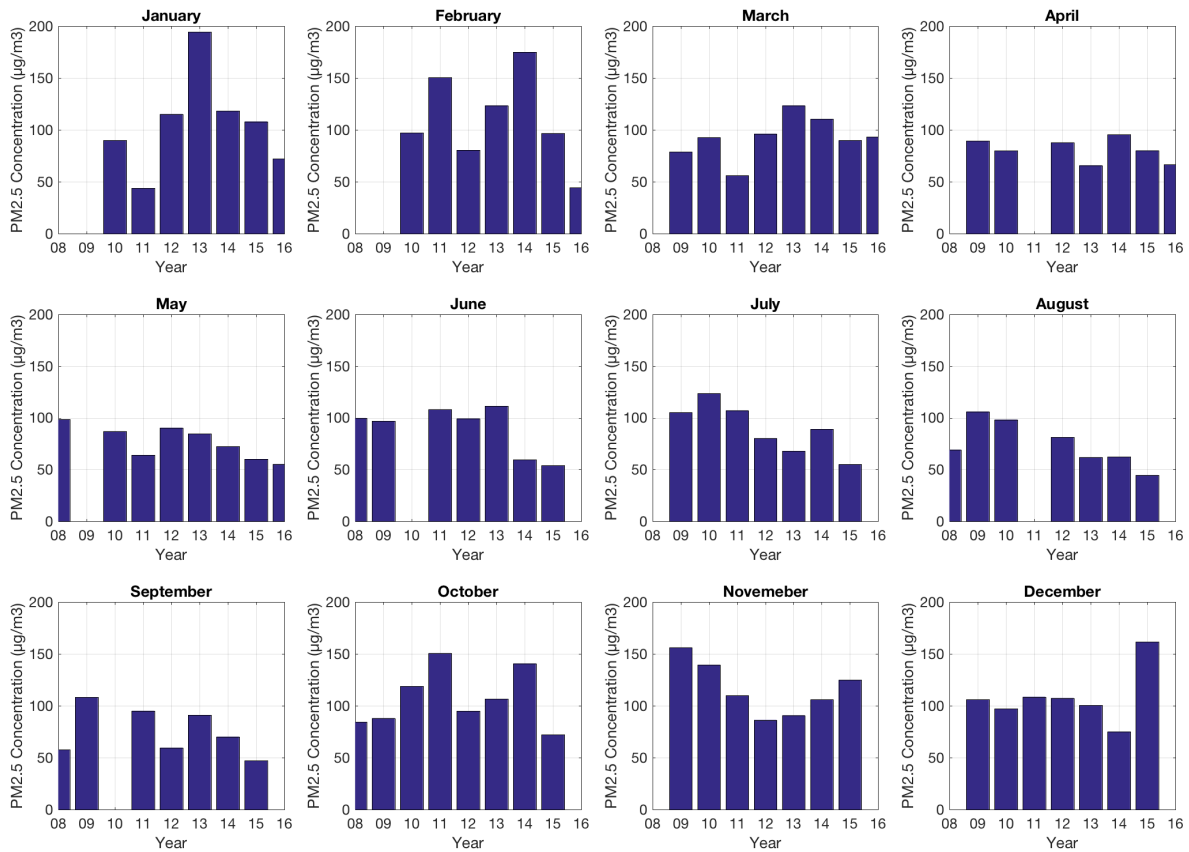 January
PM2.5 Concentration (µg/m3)
200
150
100
50
0
08 09 10 11 12 13 14 15 16
Year
February
PM2.5 Concentration (µg/m3)
200
150
100
50
0
08 09 10 11 12 13 14 15 16
Year
March
PM2.5 Concentration (µg/m3)
200
150
100
50
0
08 09 10 11 12 13 14 15 16
Year
April
PM2.5 Concentration (µg/m3)
200
150
100
50
0
08 09 10 11 12 13 14 15 16
Year
May
PM2.5 Concentration (µg/m3)
200
150
100
50
0
08 09 10 11 12 13 14 15 16
Year
June
PM2.5 Concentration (µg/m3)
200
150
100
50
0
08 09 10 11 12 13 14 15 16
Year
July
PM2.5 Concentration (µg/m3)
200
150
100
50
0
08 09 10 11 12 13 14 15 16
Year
August
PM2.5 Concentration (µg/m3)
200
150
100
50
0
08 09 10 11 12 13 14 15 16
Year
September
PM2.5 Concentration (µg/m3)
200
150
100
50
0
08 09 10 11 12 13 14 15 16
Year
October
PM2.5 Concentration (µg/m3)
200
150
100
50
0
08 09 10 11 12 13 14 15 16
Year
Novemeber
PM2.5 Concentration (µg/m3)
200
150
100
50
0
08 09 10 11 12 13 14 15 16
Year
December
PM2.5 Concentration (µg/m3)
200
150
100
50
0
08 09 10 11 12 13 14 15 16
Year